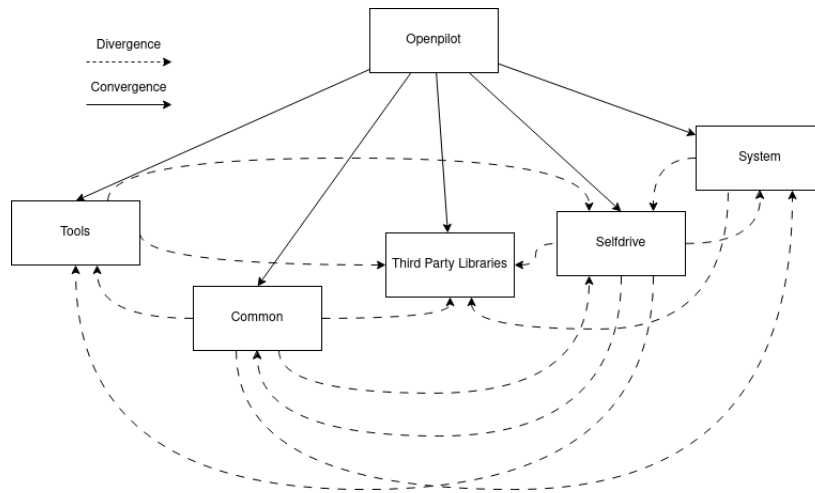 Openpilot
Divergence
Convergence
System
Tools
Selfdrive
Third Party Libraries
Common